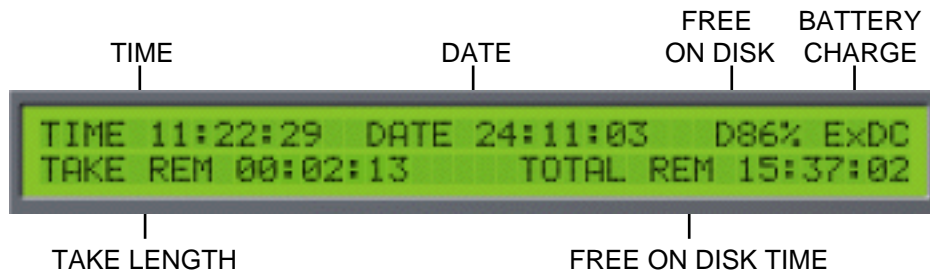 FREE BATTERY
TIME DATE ON DISK CHARGE
TIME 11:22:29 DATE 24:11:03 D86% ExDC
TAKE REM 00:02:13 TOTAL REM 15:37:02
TAKE LENGTH FREE ON DISK TIME